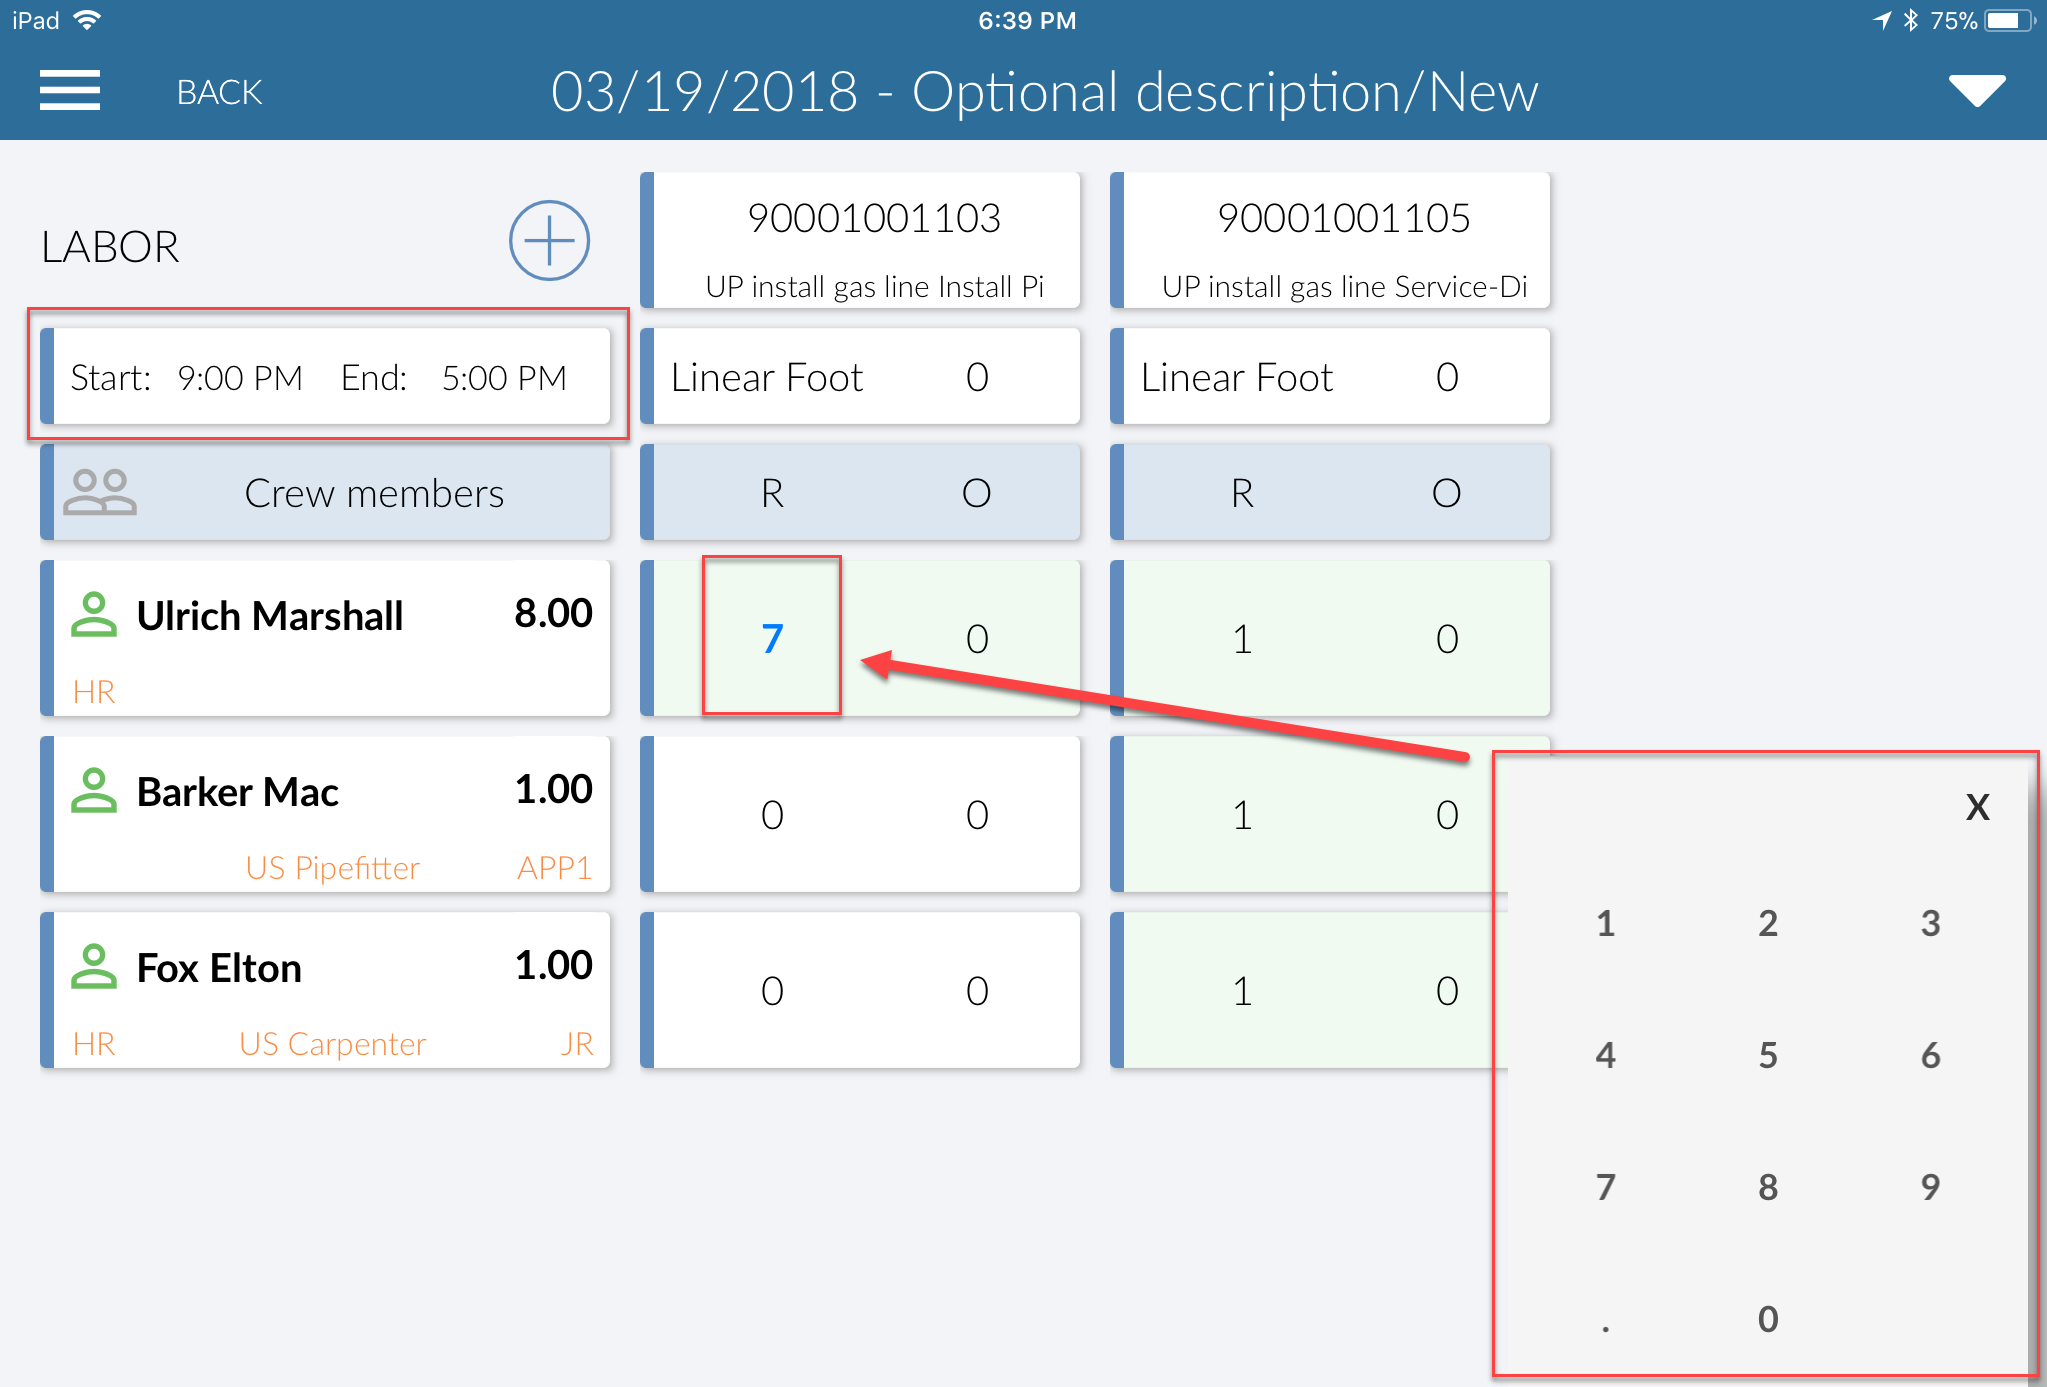 iPad 6:39 PM 75%
BACK 03/19/2018 - Optional description/New
LABOR
90001001103
UP install gas line Install Pi
90001001105
UP install gas line Service-Di
Start: 9:00 PM End: 5:00 PM
Linear Foot 0
Linear Foot 0
Crew members
R O
R O
Ulrich Marshall 8.00
HR
7 0
1 0
Barker Mac 1.00
US Pipefitter APP1
0 0
1 0
Fox Elton 1.00
HR US Carpenter JR
0 0
1 0
X
1 2 3
4 5 6
7 8 9
. 0